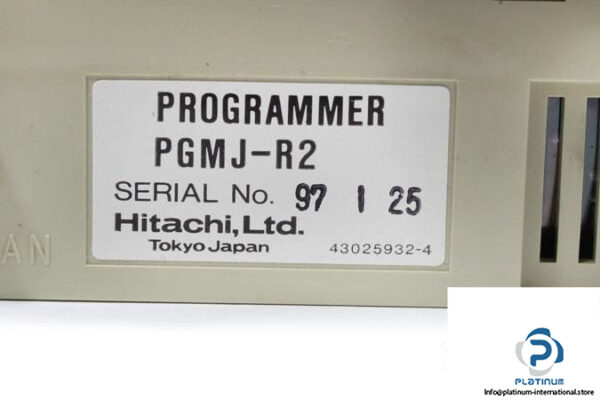 PROGRAMMER
PGMJ-R2
SERIAL No. 97 1 25
Hitachi, Ltd.
Tokyo Japan 43025932-4
AN
PLATINUM
Info@platinum-international.store